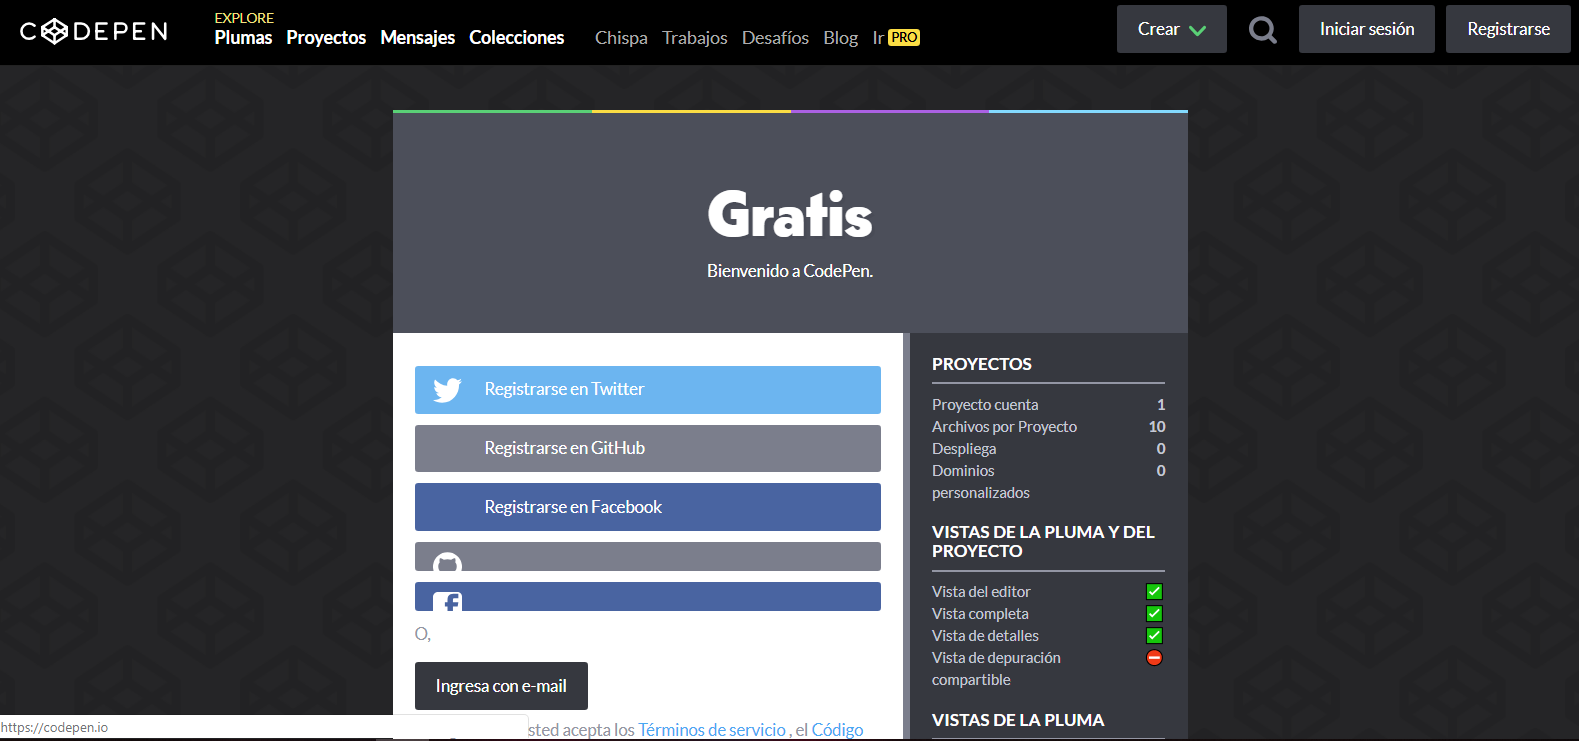 CODEPEN
EXPLORE
Plumas Proyectos Mensajes Colecciones Chispa Trabajos Desafíos Blog Ir PRO
Crear
Iniciar sesión
Registrarse
Gratis
Bienvenido a CodePen.
Registrarse en Twitter
Registrarse en GitHub
Registrarse en Facebook
O,
Ingresa con e-mail
sted acepta los Términos de servicio , el Código
PROYECTOS
Proyecto cuenta 1
Archivos por Proyecto 10
Despliega 0
Dominios 0
personalizados
VISTAS DE LA PLUMA Y DEL
PROYECTO
Vista del editor
Vista completa
Vista de detalles
Vista de depuración
compartible
VISTAS DE LA PLUMA
https://codepen.io